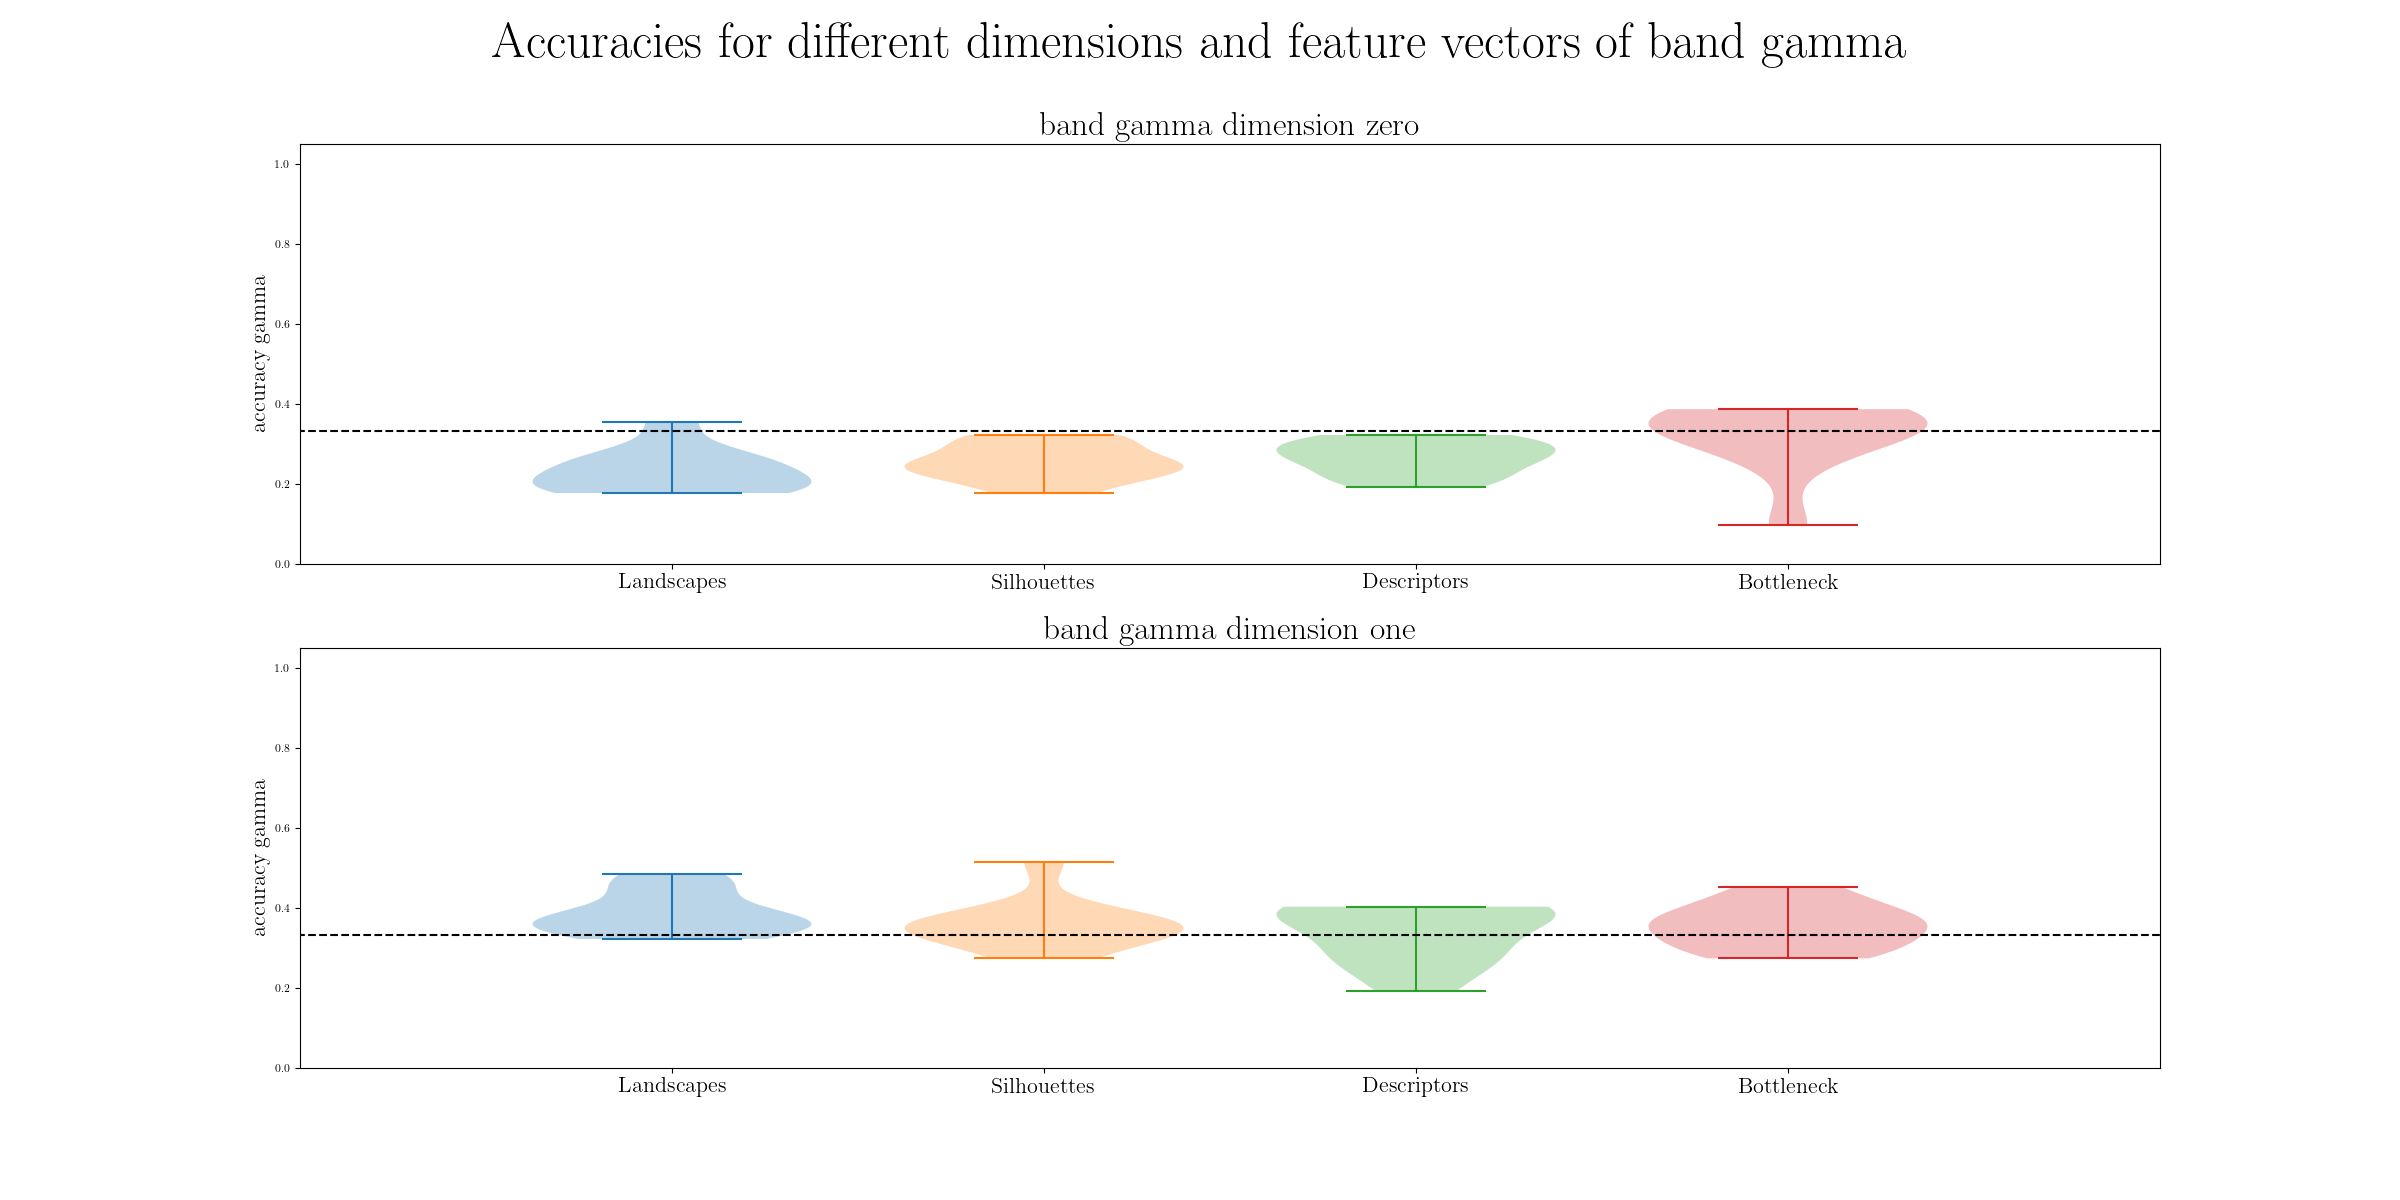 Accuracies for different dimensions and feature vectors of band gamma
band gamma dimension zero
accuracy gamma
1.0
0.8
0.6
0.4
0.2
0.0
Landscapes Silhouettes Descriptors Bottleneck
band gamma dimension one
accuracy gamma
1.0
0.8
0.6
0.4
0.2
0.0
Landscapes Silhouettes Descriptors Bottleneck